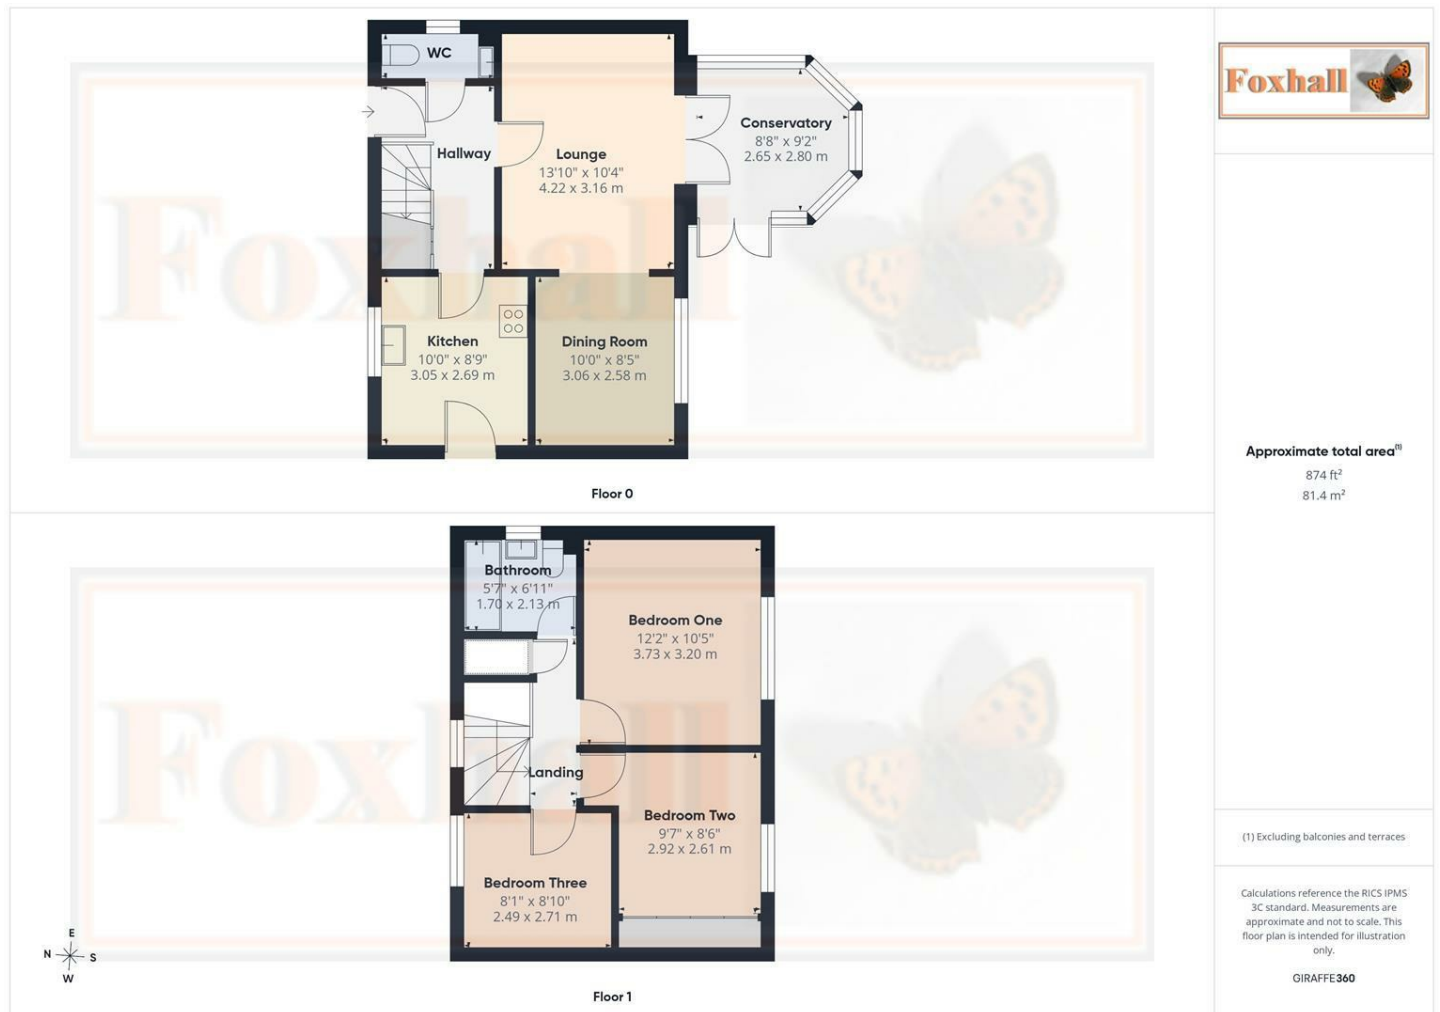 WC
Hallway
Lounge
13'10" x 10'4"
4.22 x 3.16 m
Conservatory
8'8" x 9'2"
2.65 x 2.80 m
Kitchen
10'0" x 8'9"
3.05 x 2.69 m
Dining Room
10'0" x 8'5"
3.06 x 2.58 m
Foxhall
Floor 0
Bathroom
5'7" x 6'11"
1.70 x 2.13 m
Bedroom One
12'2" x 10'5"
3.73 x 3.20 m
Landing
Bedroom Two
9'7" x 8'6"
2.92 x 2.61 m
Bedroom Three
8'1" x 8'10"
2.49 x 2.71 m
Foxhall
E
N S
W
Floor 1
Foxhall
Approximate total area(1)
874 ft²
81.4 m²
(1) Excluding balconies and terraces
Calculations reference the RICS IPMS
3C standard. Measurements are
approximate and not to scale. This
floor plan is intended for illustration
only.
GIRAFFE360